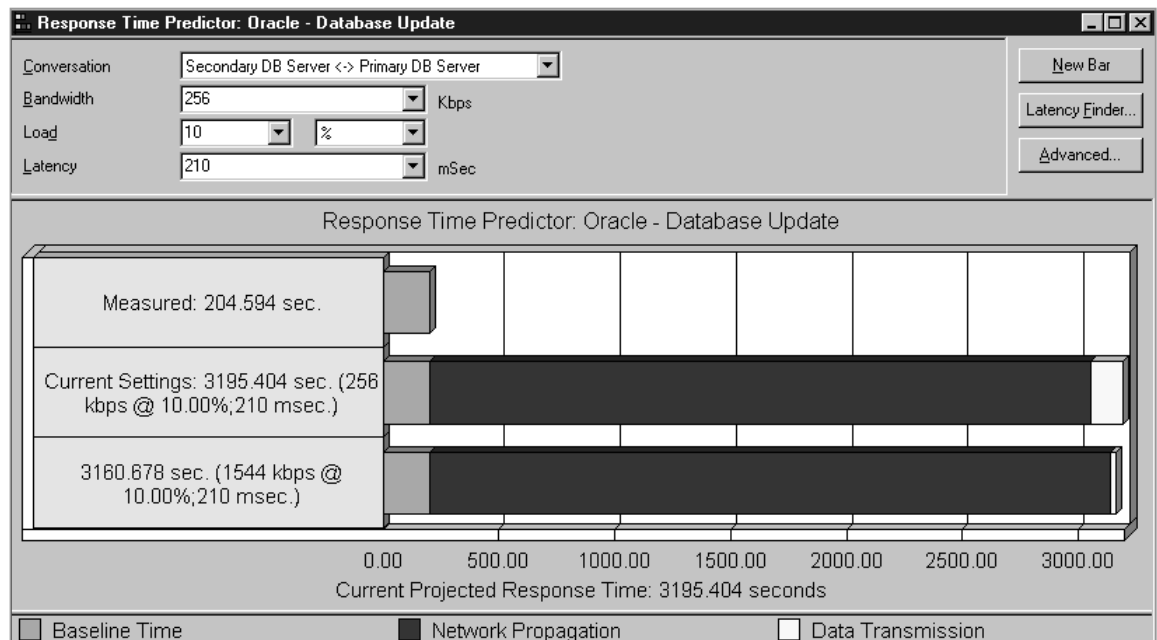 Response Time Predictor: Oracle - Database Update
Conversation
Secondary DB Server <-> Primary DB Server
New Bar
Bandwidth
256
Kbps
Latency Finder...
Load
10
%
Advanced...
Latency
210
mSec
Response Time Predictor: Oracle - Database Update
Measured: 204.594 sec.
Current Settings: 3195.404 sec. (256
kbps @ 10.00%;210 msec.)
3160.678 sec. (1544 kbps @
10.00%;210 msec.)
0.00 500.00 1000.00 1500.00 2000.00 2500.00 3000.00
Current Projected Response Time: 3195.404 seconds
Baseline Time
Network Propagation
Data Transmission